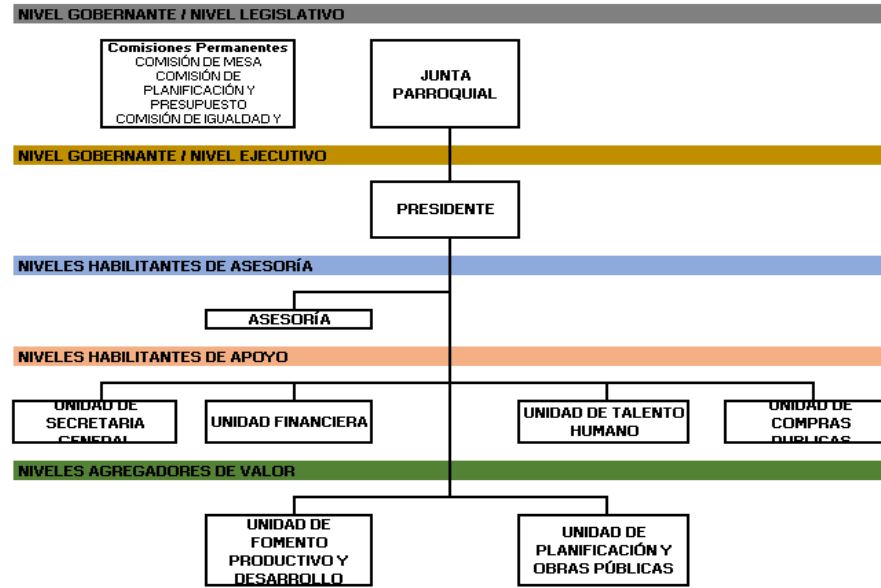 NIVEL GOBERNANTE / NIVEL LEGISLATIVO
Comisiones Permanentes
COMISIÓN DE MESA
COMISIÓN DE
PLANIFICACIÓN Y
PRESUPUESTO
COMISIÓN DE IGUALDAD Y
JUNTA
PARROQUIAL
NIVEL GOBERNANTE / NIVEL EJECUTIVO
PRESIDENTE
NIVELES HABILITANTES DE ASESORÍA
ASESORÍA
NIVELES HABILITANTES DE APOYO
UNIDAD DE
SECRETARIA
GENERAL
UNIDAD FINANCIERA
UNIDAD DE TALENTO
HUMANO
UNIDAD DE
COMPRAS
PUBLICAS
NIVELES AGREGADORES DE VALOR
UNIDAD DE
FOMENTO
PRODUCTIVO Y
DESARROLLO
UNIDAD DE
PLANIFICACIÓN Y
OBRAS PÚBLICAS